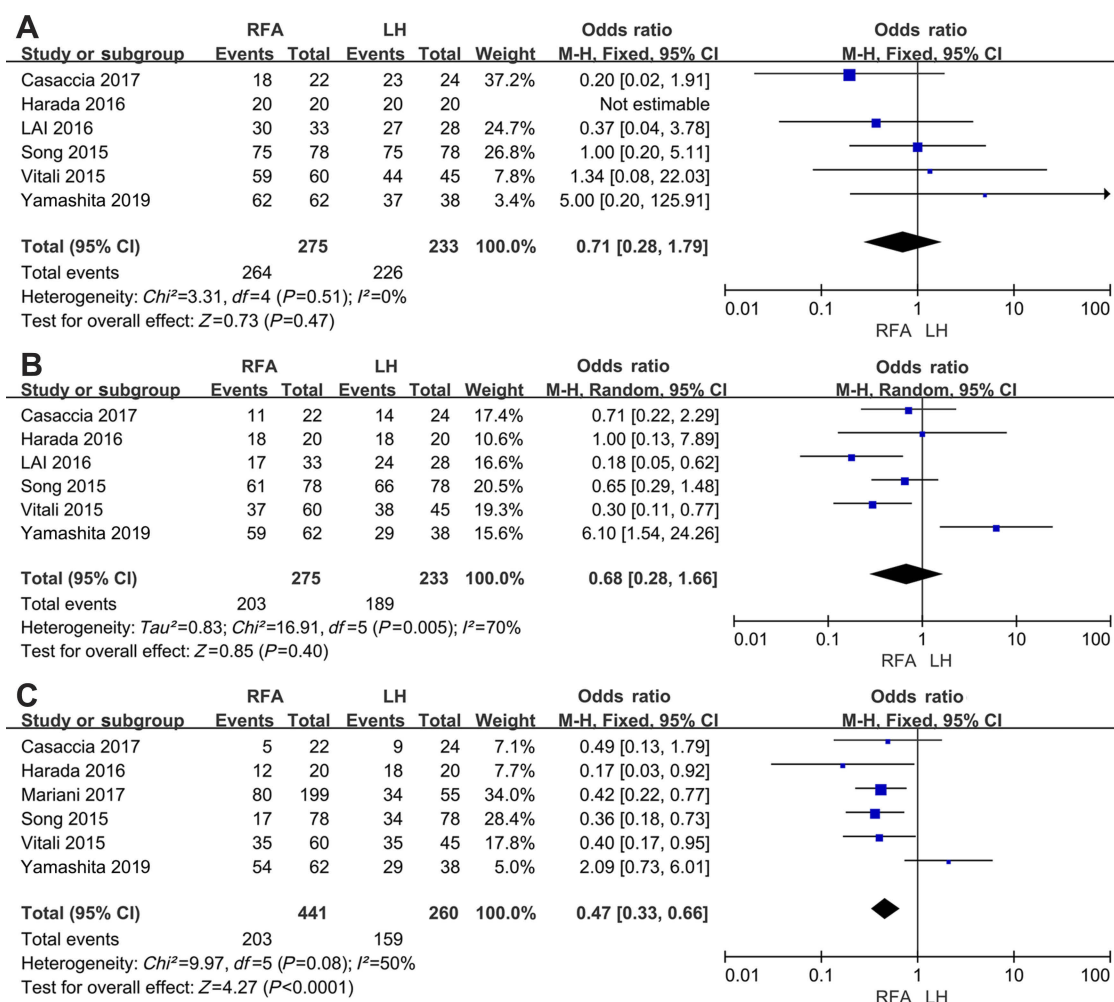 A
RFA LH Odds ratio Odds ratio
Study or subgroup Events Total Events Total Weight M-H, Fixed, 95% CI M-H, Fixed, 95% CI
Casaccia 2017 18 22 23 24 37.2% 0.20 [0.02, 1.91]
Harada 2016 20 20 20 20 Not estimable
LAI 2016 30 33 27 28 24.7% 0.37 [0.04, 3.78]
Song 2015 75 78 75 78 26.8% 1.00 [0.20, 5.11]
Vitali 2015 59 60 44 45 7.8% 1.34 [0.08, 22.03]
Yamashita 2019 62 62 37 38 3.4% 5.00 [0.20, 125.91]
Total (95% CI) 275 233 100.0% 0.71 [0.28, 1.79]
Total events 264 226
Heterogeneity: Chi²=3.31, df=4 (P=0.51); I²=0%
Test for overall effect: Z=0.73 (P=0.47)
0.01 0.1 1 10 100
RFA LH
B
RFA LH Odds ratio Odds ratio
Study or subgroup Events Total Events Total Weight M-H, Random, 95% CI M-H, Random, 95% CI
Casaccia 2017 11 22 14 24 17.4% 0.71 [0.22, 2.29]
Harada 2016 18 20 18 20 10.6% 1.00 [0.13, 7.89]
LAI 2016 17 33 24 28 16.6% 0.18 [0.05, 0.62]
Song 2015 61 78 66 78 20.5% 0.65 [0.29, 1.48]
Vitali 2015 37 60 38 45 19.3% 0.30 [0.11, 0.77]
Yamashita 2019 59 62 29 38 15.6% 6.10 [1.54, 24.26]
Total (95% CI) 275 233 100.0% 0.68 [0.28, 1.66]
Total events 203 189
Heterogeneity: Tau²=0.83; Chi²=16.91, df=5 (P=0.005); I²=70%
Test for overall effect: Z=0.85 (P=0.40)
0.01 0.1 1 10 100
RFA LH
C
RFA LH Odds ratio Odds ratio
Study or subgroup Events Total Events Total Weight M-H, Fixed, 95% CI M-H, Fixed, 95% CI
Casaccia 2017 5 22 9 24 7.1% 0.49 [0.13, 1.79]
Harada 2016 12 20 18 20 7.7% 0.17 [0.03, 0.92]
Mariani 2017 80 199 34 55 34.0% 0.42 [0.22, 0.77]
Song 2015 17 78 34 78 28.4% 0.36 [0.18, 0.73]
Vitali 2015 35 60 35 45 17.8% 0.40 [0.17, 0.95]
Yamashita 2019 54 62 29 38 5.0% 2.09 [0.73, 6.01]
Total (95% CI) 441 260 100.0% 0.47 [0.33, 0.66]
Total events 203 159
Heterogeneity: Chi²=9.97, df=5 (P=0.08); I²=50%
Test for overall effect: Z=4.27 (P<0.0001)
0.01 0.1 1 10 100
RFA LH